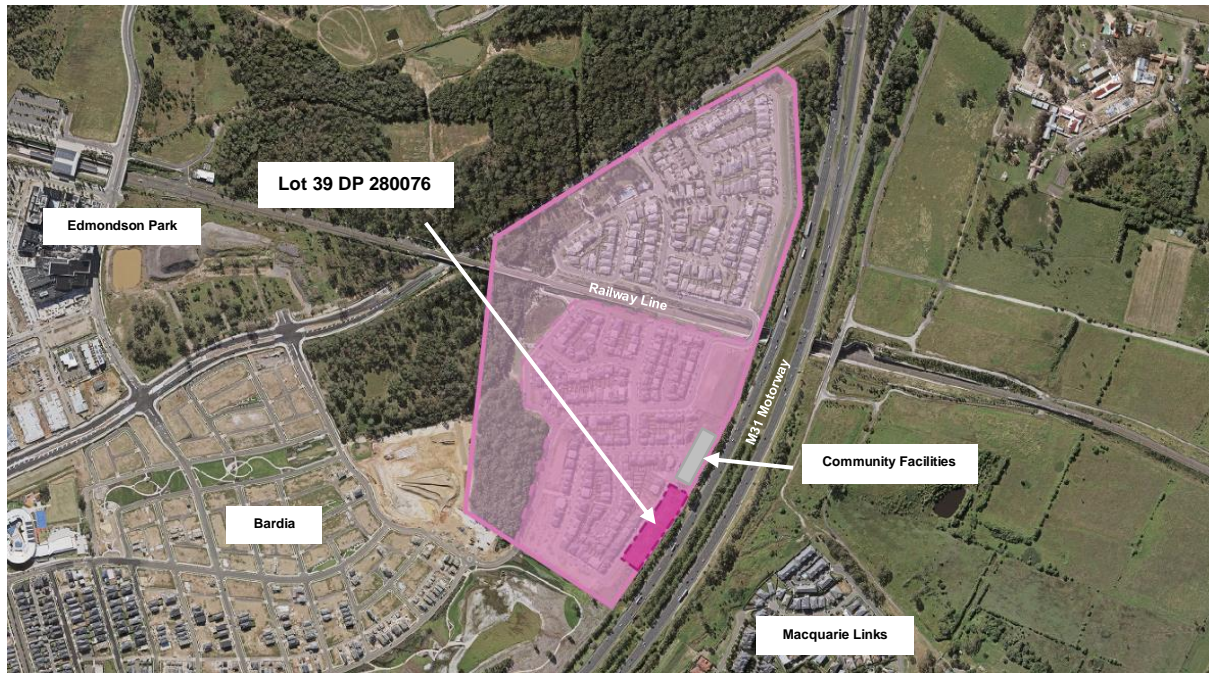 Lot 39 DP 280076
Edmondson Park
Railway Line
M31 Motorway
Community Facilities
Bardia
Macquarie Links